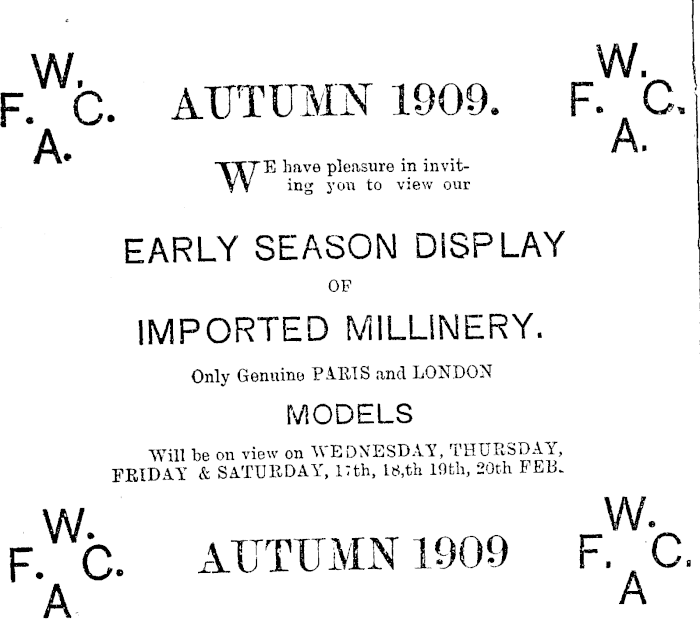 W.
F. C.
A.
AUTUMN 1909.
W.
F. C.
A.
WE have pleasure in invit-
ing you to view our
EARLY SEASON DISPLAY
OF
IMPORTED MILLINERY.
Only Genuine PARIS and LONDON
MODELS
Will be on view on WEDNESDAY, THURSDAY,
FRIDAY & SATURDAY, 17th, 18,th 19th, 20th FEB.
W.
F. C.
A
AUTUMN 1909
W.
F. C.
A